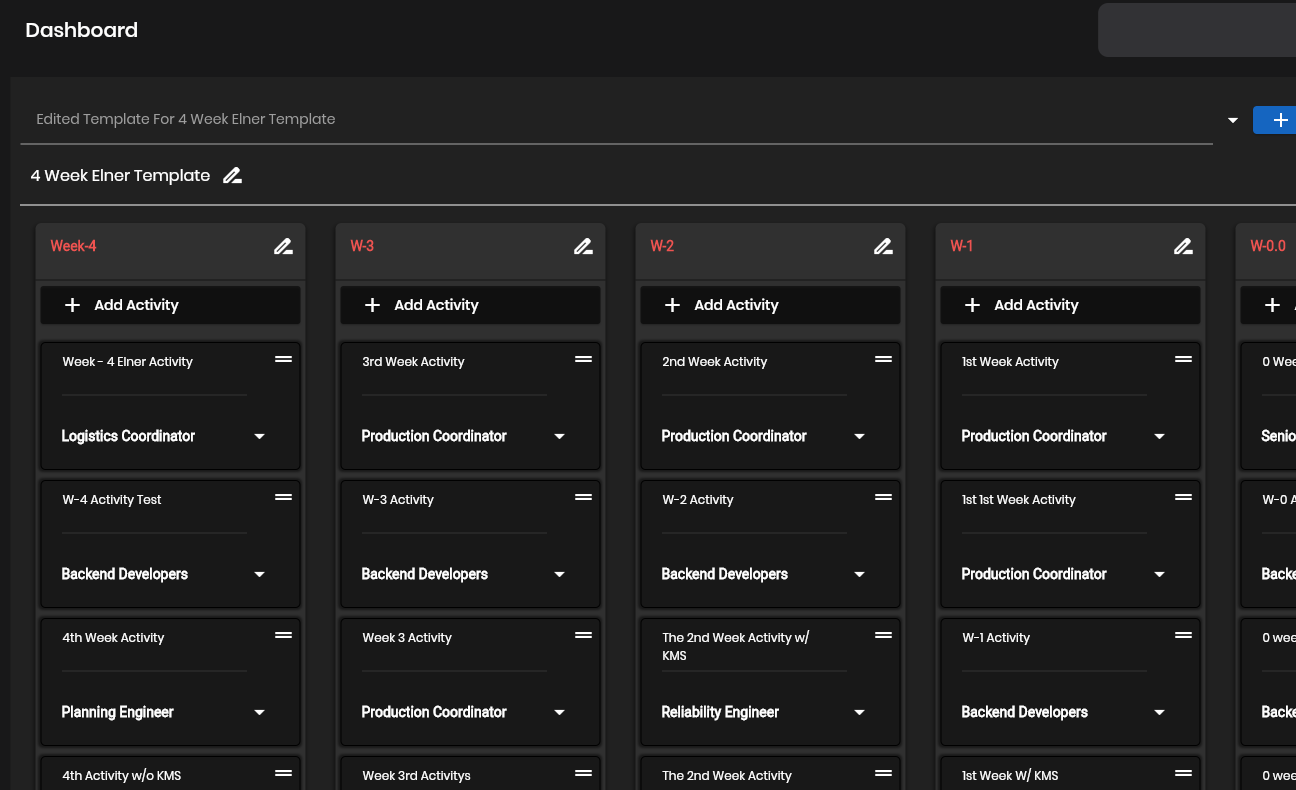 Dashboard
Edited Template For 4 Week Elner Template
4 Week Elner Template
Week-4
W-3
W-2
W-1
W-0.0
Add Activity
Add Activity
Add Activity
Add Activity
Week - 4 Elner Activity
3rd Week Activity
2nd Week Activity
1st Week Activity
0 Wee
Logistics Coordinator
Production Coordinator
Production Coordinator
Production Coordinator
Senio
W-4 Activity Test
W-3 Activity
W-2 Activity
1st 1st Week Activity
W-0 A
Backend Developers
Backend Developers
Backend Developers
Production Coordinator
Backe
4th Week Activity
Week 3 Activity
The 2nd Week Activity w/
KMS
W-1 Activity
0 wee
Planning Engineer
Production Coordinator
Reliability Engineer
Backend Developers
Backe
4th Activity w/o KMS
Week 3rd Activitys
The 2nd Week Activity
1st Week W/ KMS
0 wee